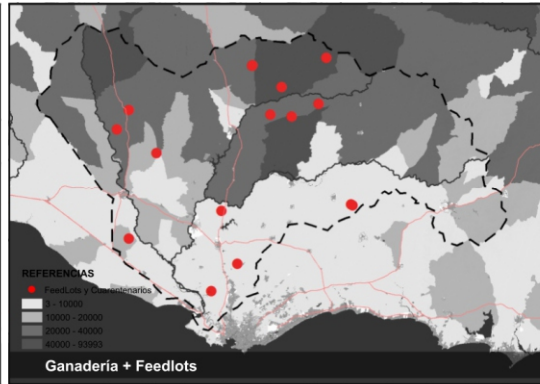 REFERENCIAS
FeedLots y Cuarentenarios
3 - 10000
10000 - 20000
20000 - 40000
40000 - 93993
Ganadería + Feedlots